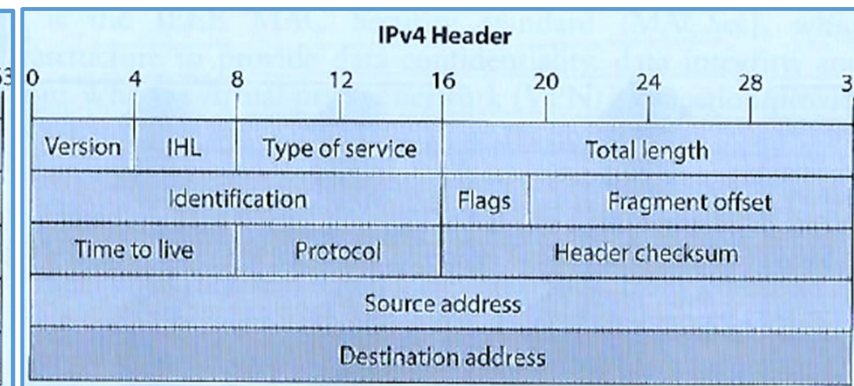 IPv4 Header
0 4 8 12 16 20 24 28 3
Version IHL Type of service Total length
Identification Flags Fragment offset
Time to live Protocol Header checksum
Source address
Destination address